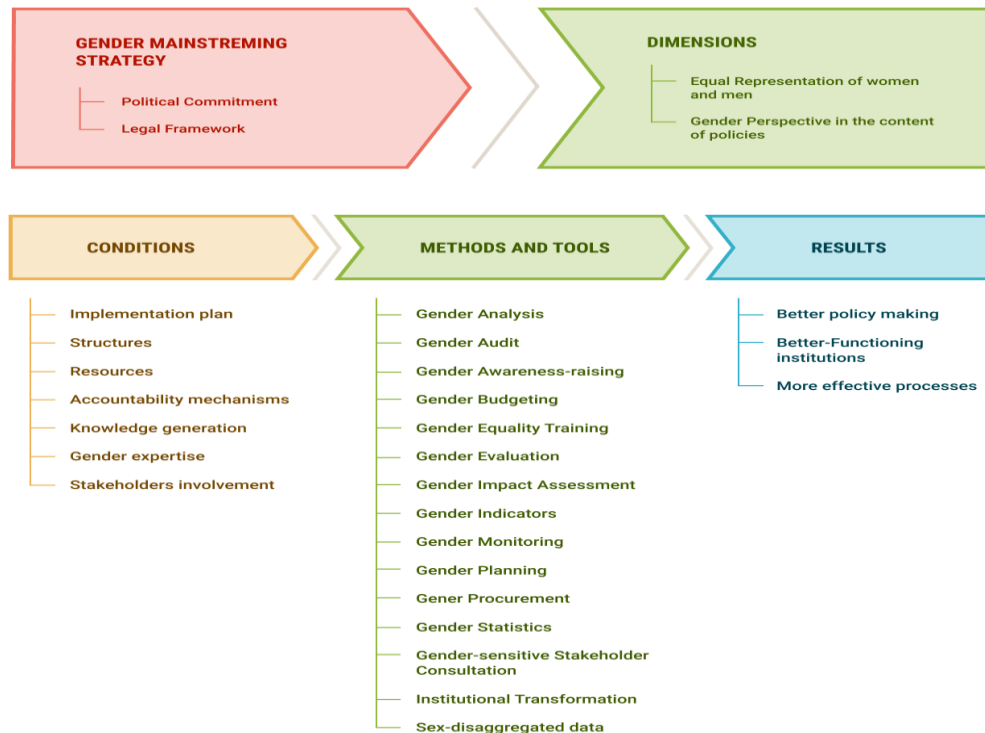 GENDER MAINSTREMING
STRATEGY
Political Commitment
Legal Framework
DIMENSIONS
Equal Representation of women
and men
Gender Perspective in the content
of policies
CONDITIONS
Implementation plan
Structures
Resources
Accountability mechanisms
Knowledge generation
Gender expertise
Stakeholders involvement
METHODS AND TOOLS
Gender Analysis
Gender Audit
Gender Awareness-raising
Gender Budgeting
Gender Equality Training
Gender Evaluation
Gender Impact Assessment
Gender Indicators
Gender Monitoring
Gender Planning
Gener Procurement
Gender Statistics
Gender-sensitive Stakeholder
Consultation
Institutional Transformation
Sex-disaggregated data
RESULTS
Better policy making
Better-Functioning
institutions
More effective processes